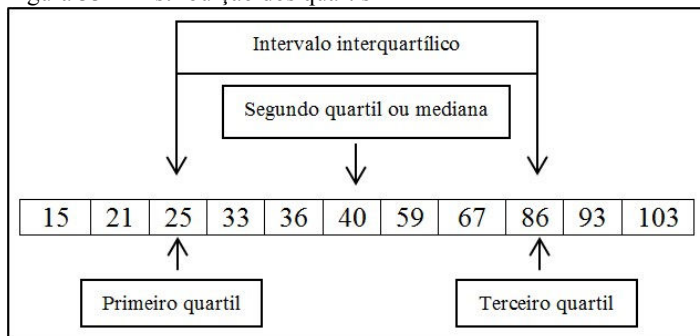 Intervalo interquartílico
Segundo quartil ou mediana
15 21 25 33 36 40 59 67 86 93 103
Primeiro quartil
Terceiro quartil